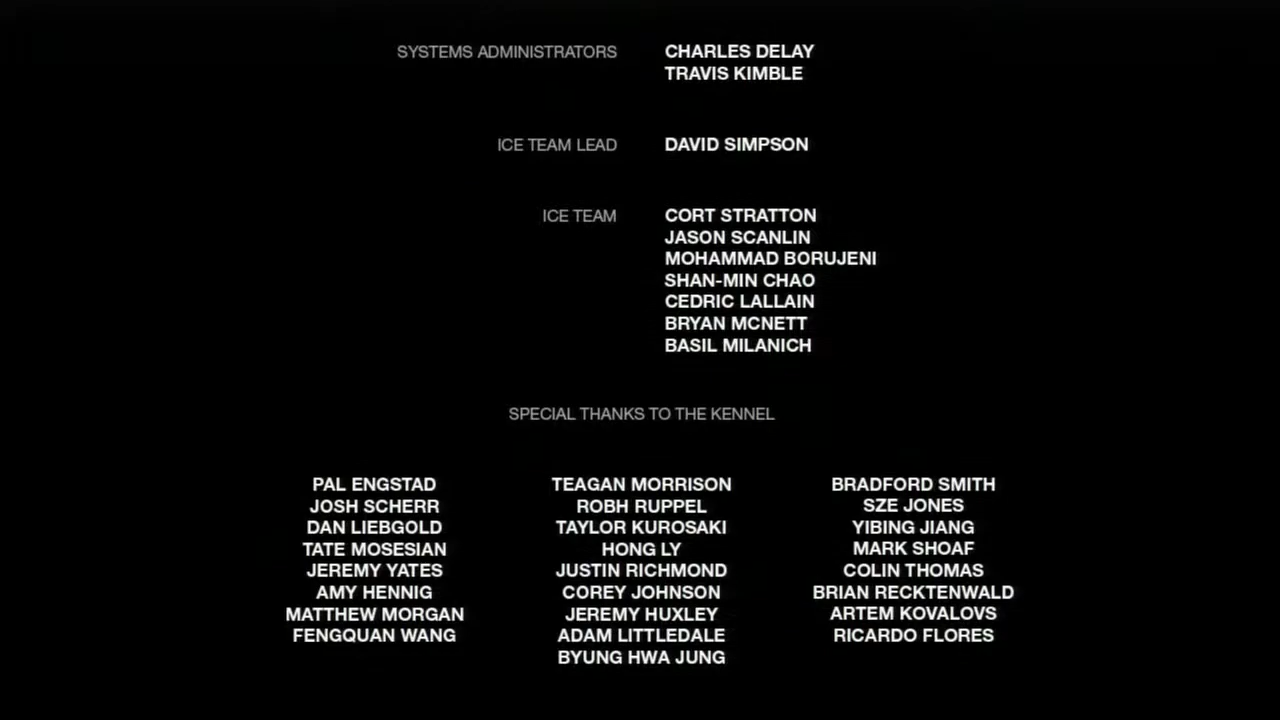 SYSTEMS ADMINISTRATORS CHARLES DELAY
TRAVIS KIMBLE
ICE TEAM LEAD DAVID SIMPSON
ICE TEAM CORT STRATTON
JASON SCANLIN
MOHAMMAD BORUJENI
SHAN-MIN CHAO
CEDRIC LALLAIN
BRYAN MCNETT
BASIL MILANICH
SPECIAL THANKS TO THE KENNEL
PAL ENGSTAD TEAGAN MORRISON BRADFORD SMITH
JOSH SCHERR ROBH RUPPEL SZE JONES
DAN LIEBGOLD TAYLOR KUROSAKI YIBING JIANG
TATE MOSESIAN HONG LY MARK SHOAF
JEREMY YATES JUSTIN RICHMOND COLIN THOMAS
AMY HENNIG COREY JOHNSON BRIAN RECKTENWALD
MATTHEW MORGAN JEREMY HUXLEY ARTEM KOVALOVS
FENGQUAN WANG ADAM LITTLEDALE RICARDO FLORES
BYUNG HWA JUNG